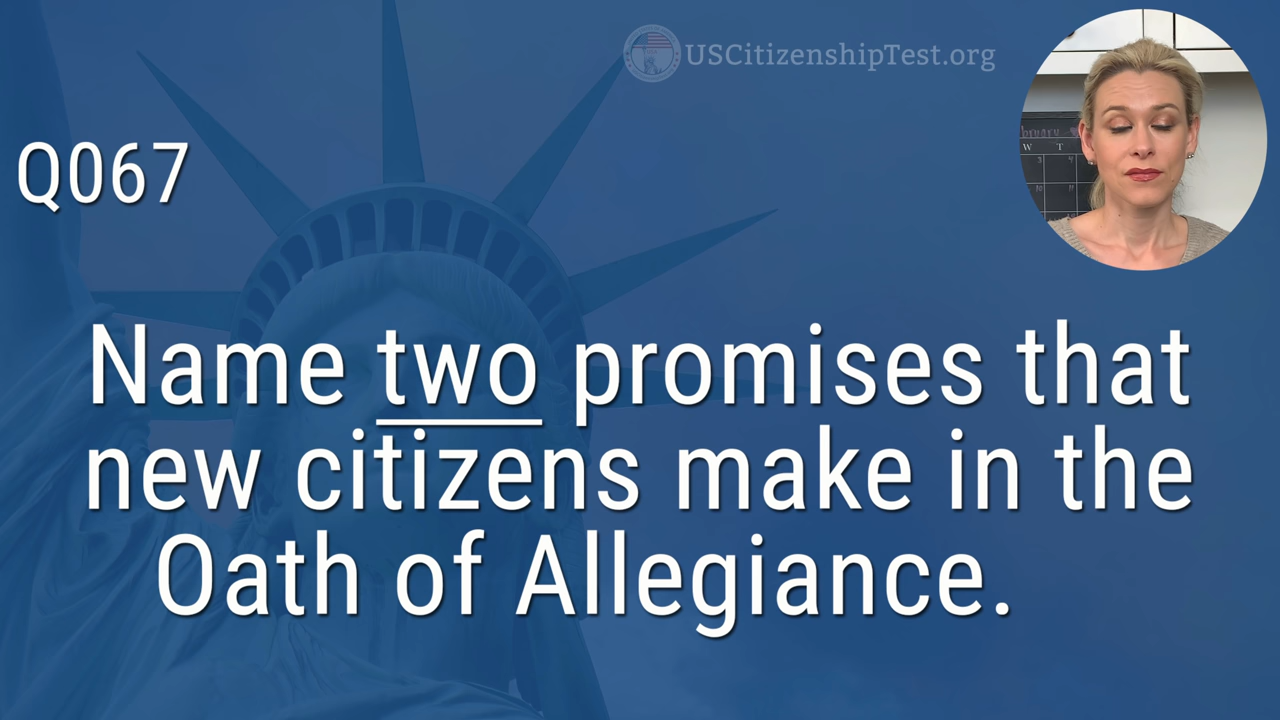 USCitizenshipTest.org
Q067
Name two promises that
new citizens make in the
Oath of Allegiance.
W T